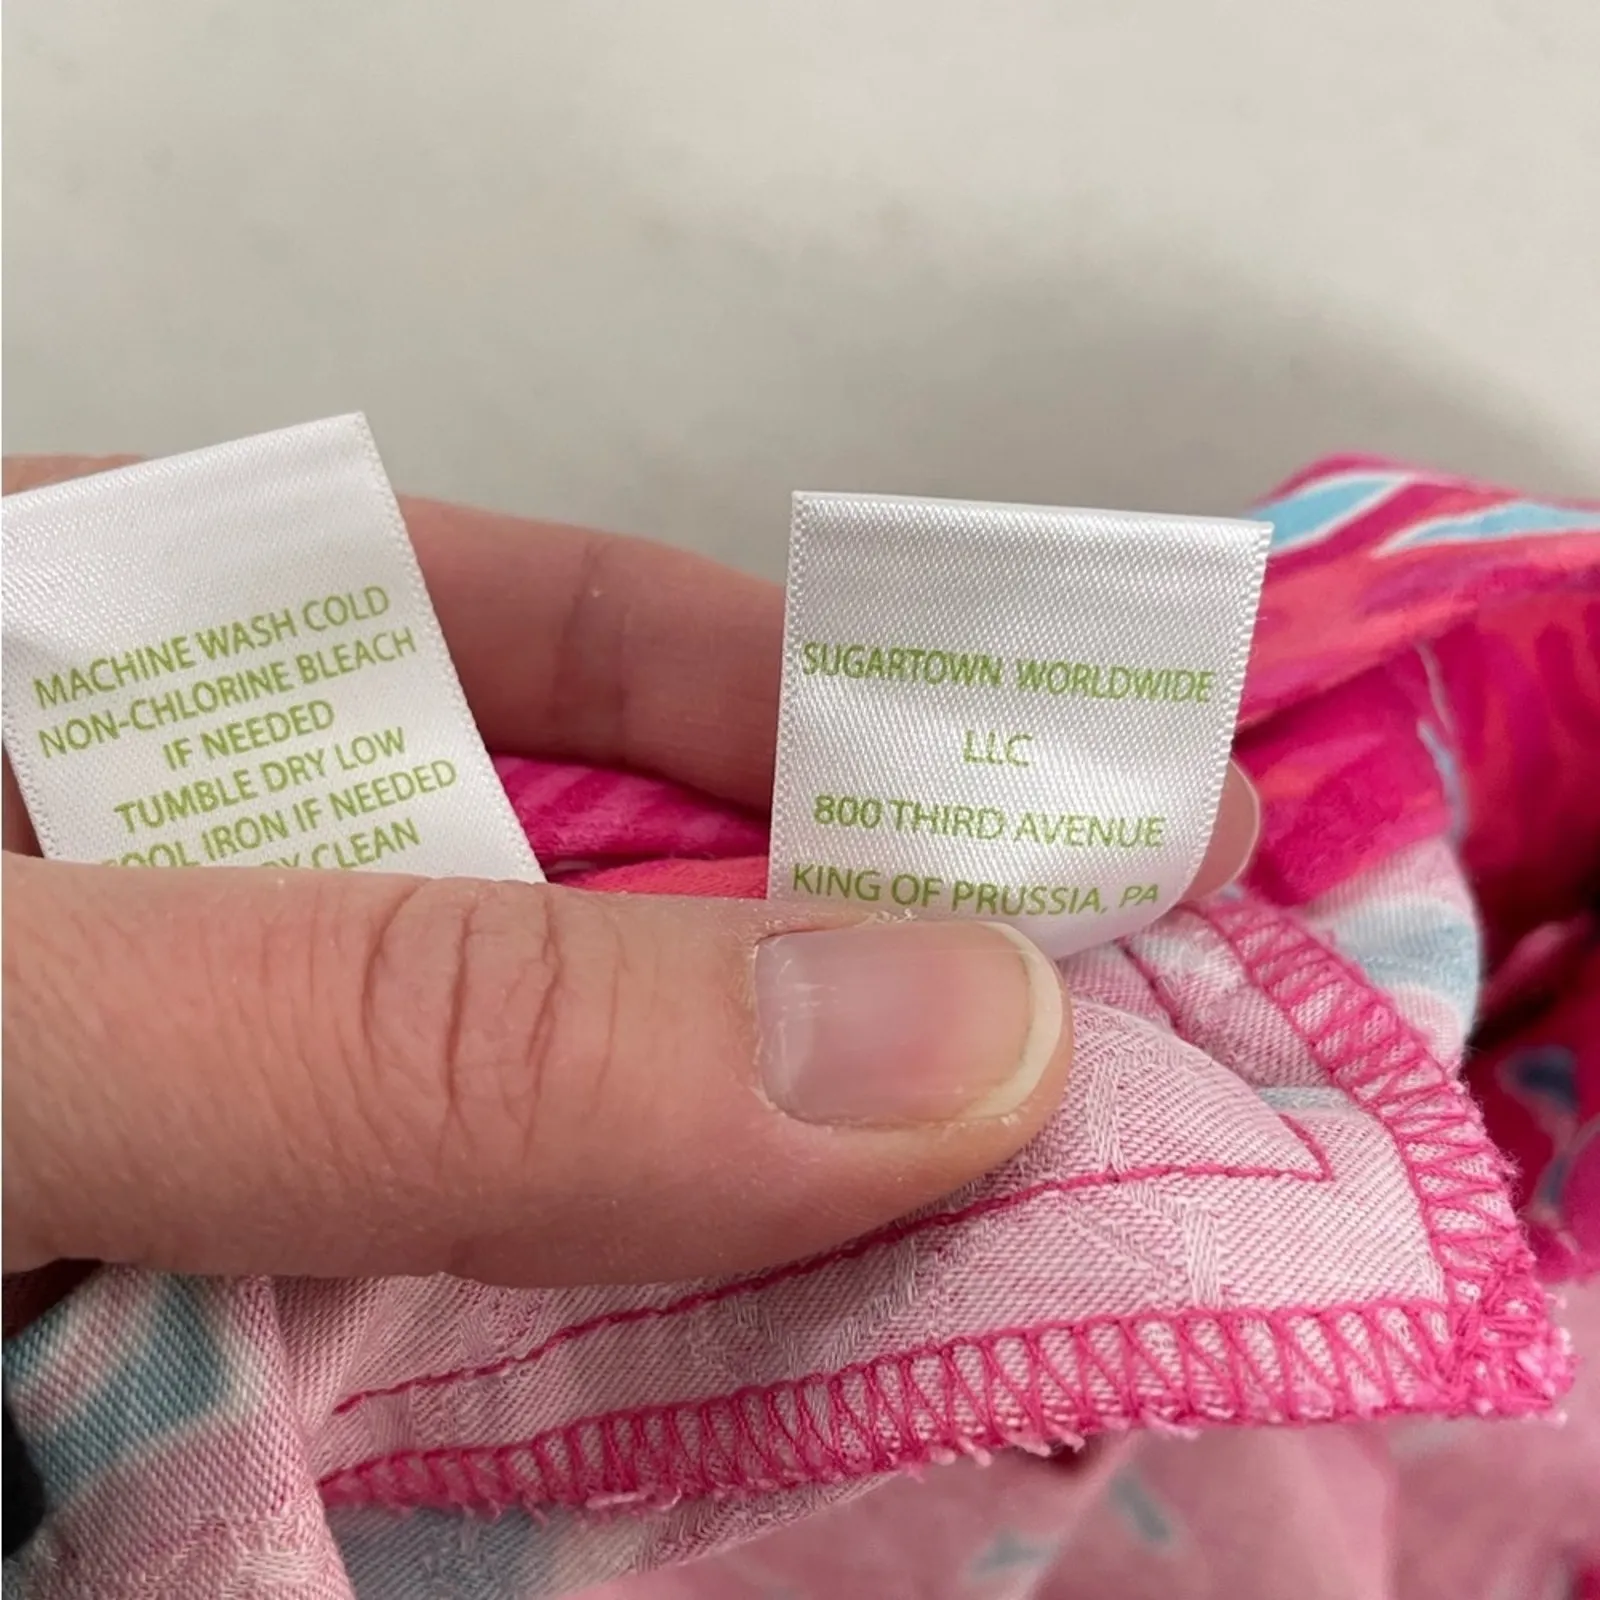 MACHINE WASH COLD
NON-CHLORINE BLEACH
IF NEEDED
TUMBLE DRY LOW
IRON IF NEEDED
CLEAN
SUGARTOWN WORLDWIDE
LLC
800 THIRD AVENUE
KING OF PRUSSIA, PA